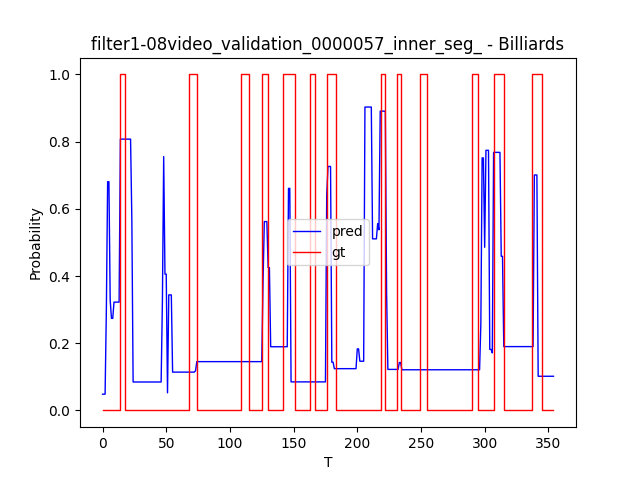 filter1-08video_validation_0000057_inner_seg_ - Billiards
1.0
0.8
0.6
0.4
0.2
0.0
Probability
pred
gt
0 50 100 150 200 250 300 350
T